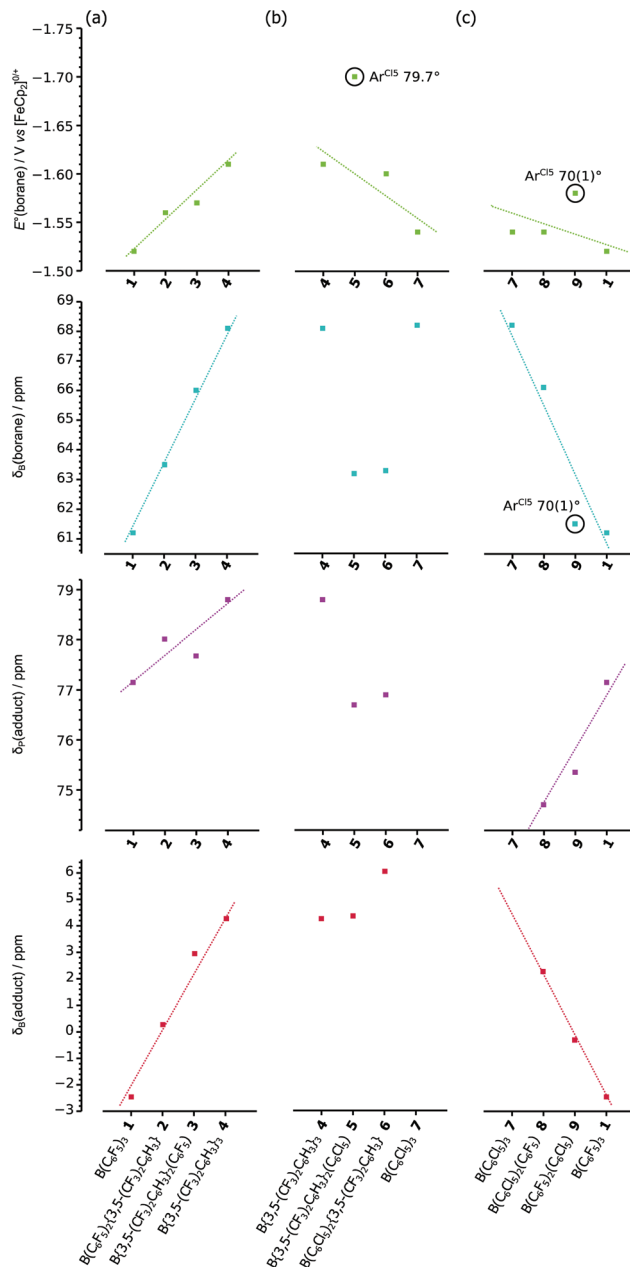 (a) (b) (c)
E°(borane) / V vs [FeCp₂]⁰ᐟ⁺
−1.75
−1.70
−1.65
−1.60
−1.55
−1.50
Ar^Cl5 79.7°
Ar^Cl5 70(1)°
1 2 3 4
4 5 6 7
7 8 9 1
δB(borane) / ppm
69
68
67
66
65
64
63
62
61
Ar^Cl5 70(1)°
1 2 3 4
4 5 6 7
7 8 9 1
δP(adduct) / ppm
79
78
77
76
75
1 2 3 4
4 5 6 7
7 8 9 1
δB(adduct) / ppm
6
5
4
3
2
1
0
−1
−2
−3
B(C₆F₅)₃ 1
B(C₆F₅)₂{3,5-(CF₃)₂C₆H₃} 2
B{3,5-(CF₃)₂C₆H₃}₂(C₆F₅) 3
B{3,5-(CF₃)₂C₆H₃}₃ 4
B{3,5-(CF₃)₂C₆H₃}₃ 4
B{3,5-(CF₃)₂C₆H₃}₂(C₆Cl₅) 5
B(C₆Cl₅)₂{3,5-(CF₃)₂C₆H₃} 6
B(C₆Cl₅)₃ 7
B(C₆Cl₅)₃ 7
B(C₆Cl₅)₂(C₆F₅) 8
B(C₆F₅)₂(C₆Cl₅) 9
B(C₆F₅)₃ 1